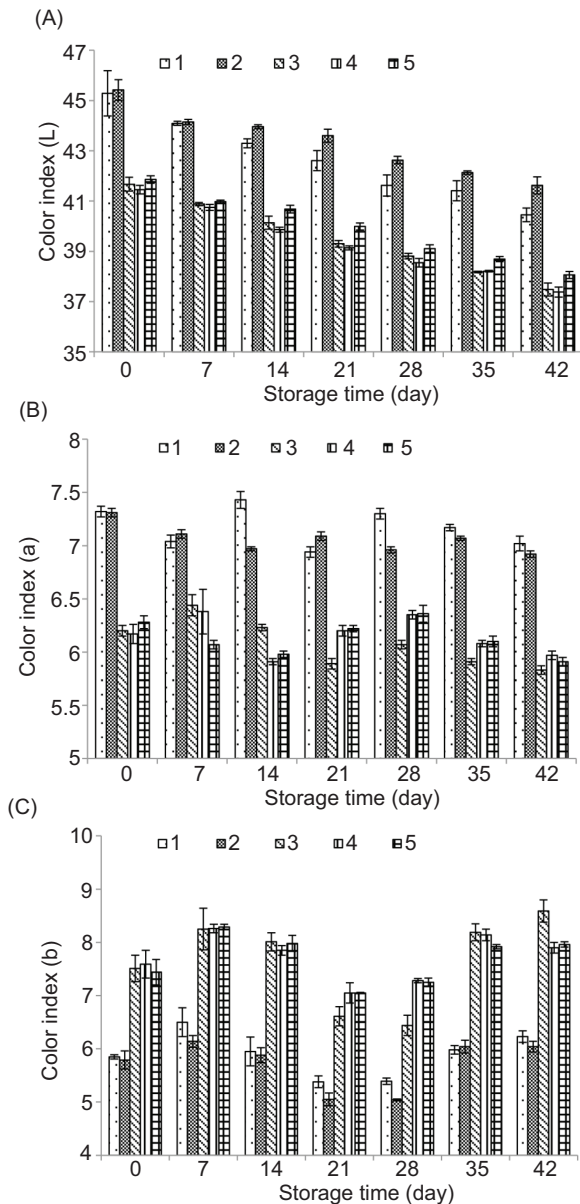 (A)
47
45
43
41
39
37
35
Color index (L)
1 2 3 4 5
0 7 14 21 28 35 42
Storage time (day)
(B)
8
7.5
7
6.5
6
5.5
5
Color index (a)
1 2 3 4 5
0 7 14 21 28 35 42
Storage time (day)
(C)
10
9
8
7
6
5
4
Color index (b)
1 2 3 4 5
0 7 14 21 28 35 42
Storage time (day)